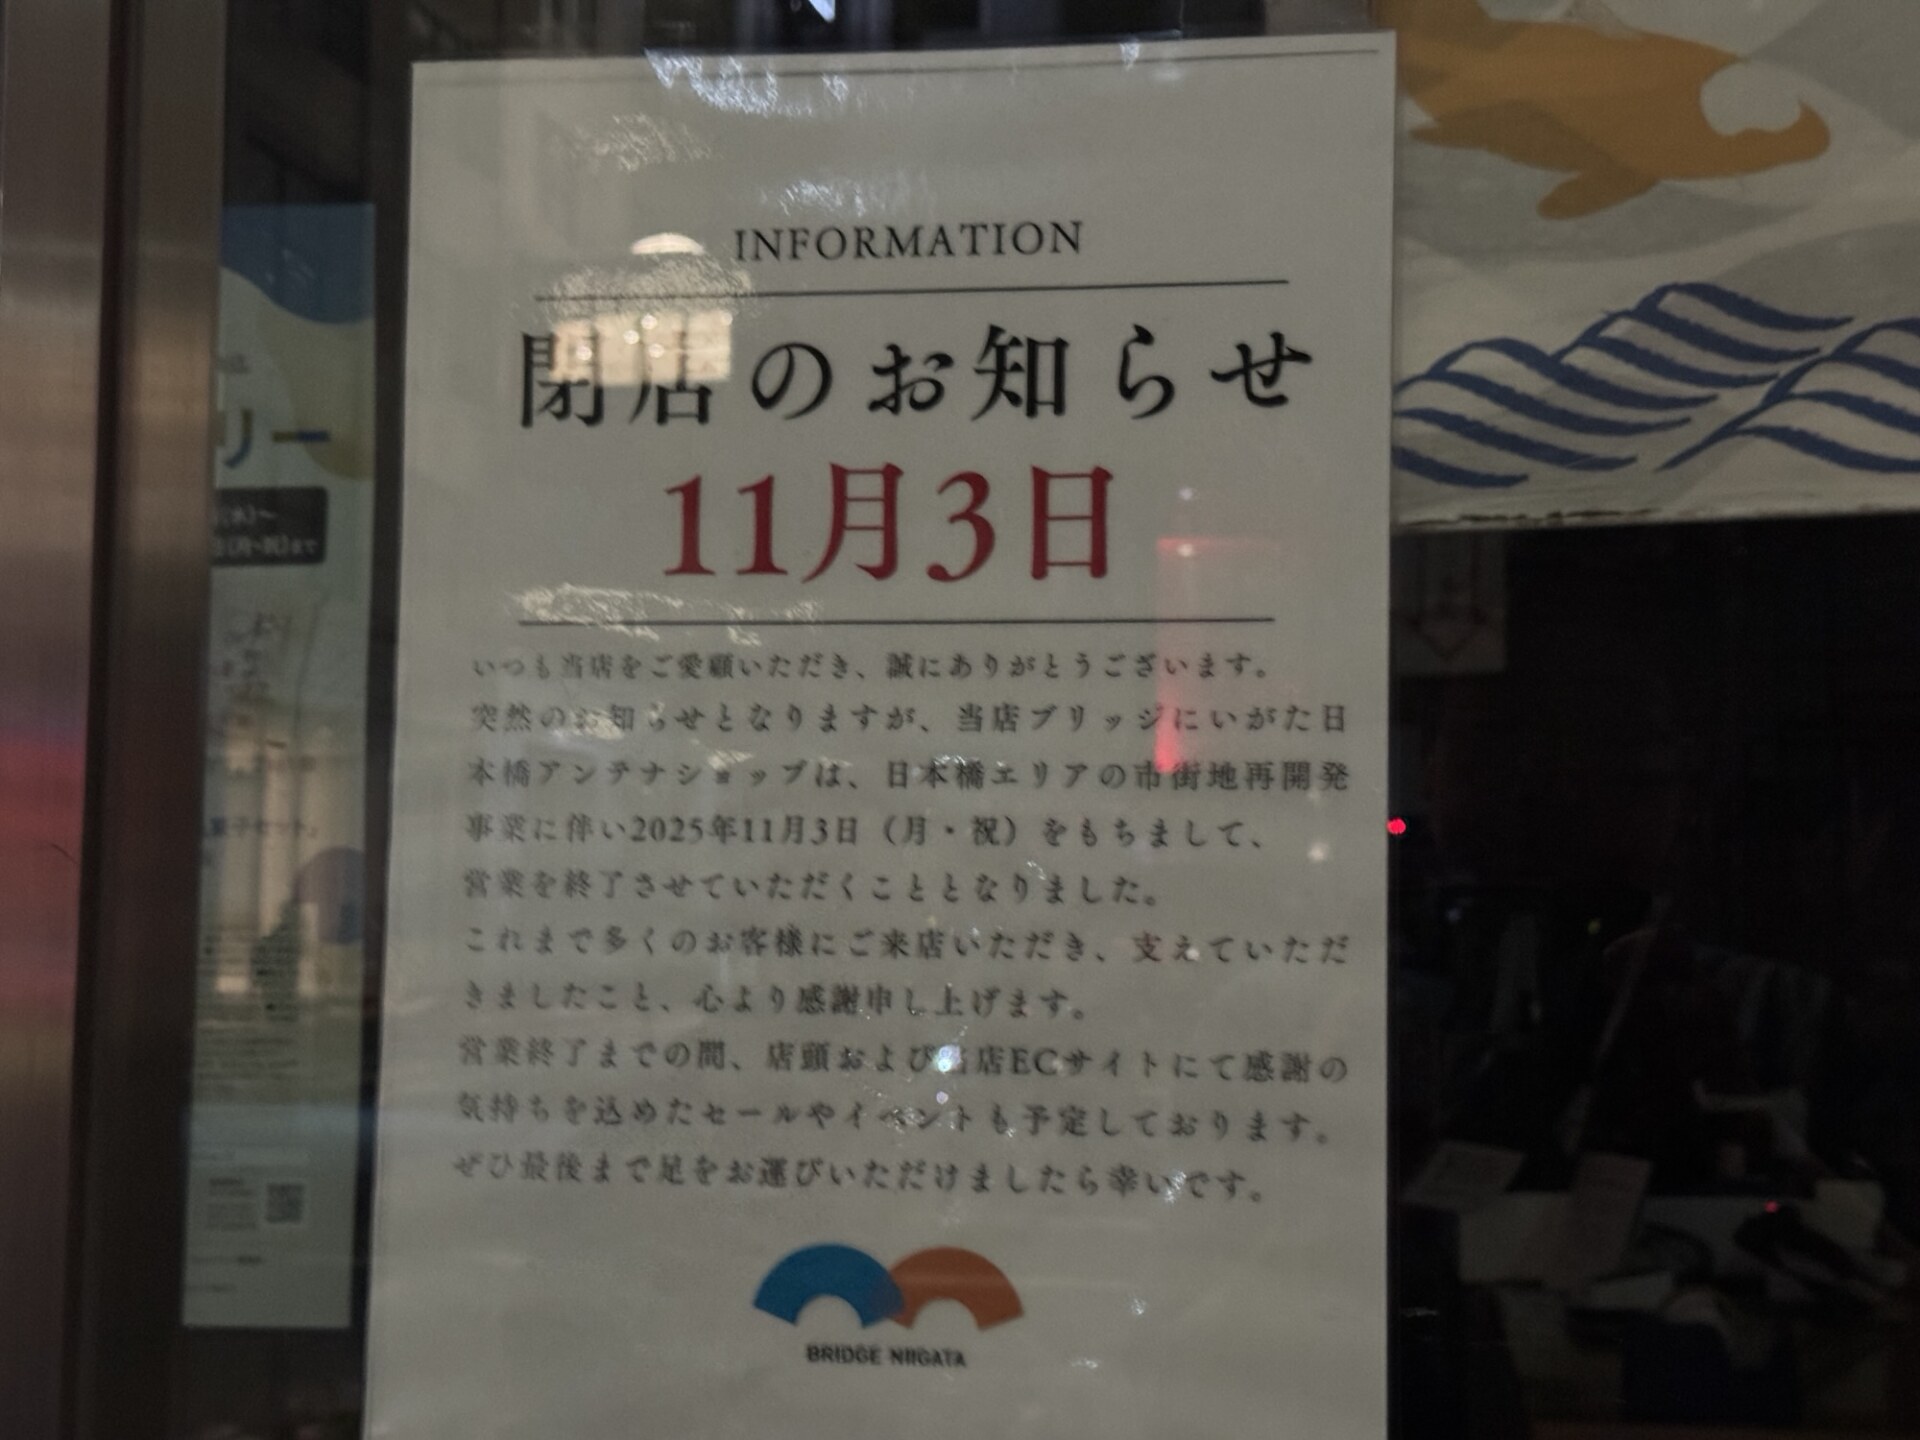 INFORMATION
閉店のお知らせ
11月3日
いつも当店をご愛顧いただき、誠にありがとうございます。
突然のお知らせとなりますが、当店ブリッジにいがた日
本橋アンテナショップは、日本橋エリアの市街地再開発
事業に伴い2025年11月3日（月・祝）をもちまして、
営業を終了させていただくこととなりました。
これまで多くのお客様にご来店いただき、支えていただ
きましたこと、心より感謝申し上げます。
営業終了までの間、店頭および当店ECサイトにて感謝の
気持ちを込めたセールやイベントも予定しております。
ぜひ最後まで足をお運びいただけましたら幸いです。
BRIDGE NIIGATA
リー